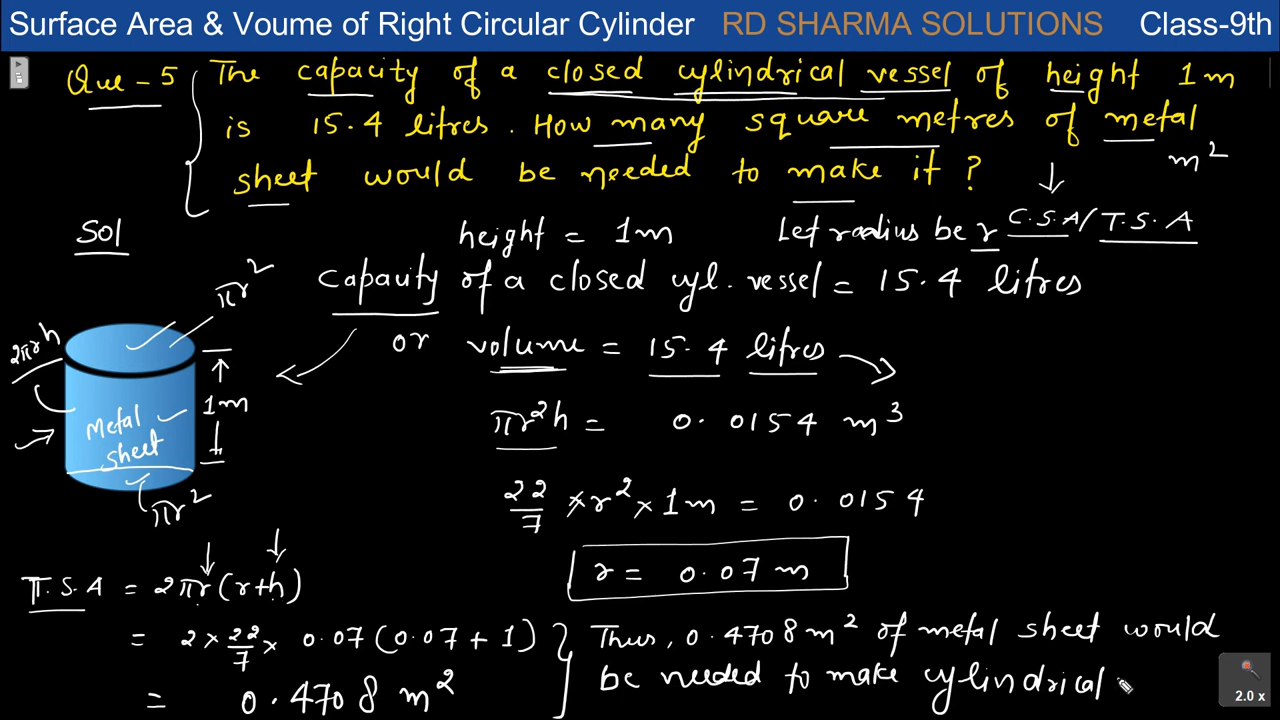 Surface Area & Voume of Right Circular Cylinder RD SHARMA SOLUTIONS Class-9th
Que - 5 The capacity of a closed cylindrical vessel of height 1m
is 15.4 litres. How many square metres of metal
sheet would be needed to make it ? m²
Sol height = 1m Let radius be r C.S.A/T.S.A
Capacity of a closed cyl. vessel = 15.4 litres
πr²
or volume = 15.4 litres
2πrh
πr²h = 0.0154 m³
1m
Metal
sheet
πr²
22/7 × r² × 1m = 0.0154
r = 0.07 m
T.S.A = 2πr(r+h)
= 2 × 22/7 × 0.07 (0.07 + 1)
= 0.4708 m²
Thus, 0.4708 m² of metal sheet would
be needed to make cylindrical
2.0 x